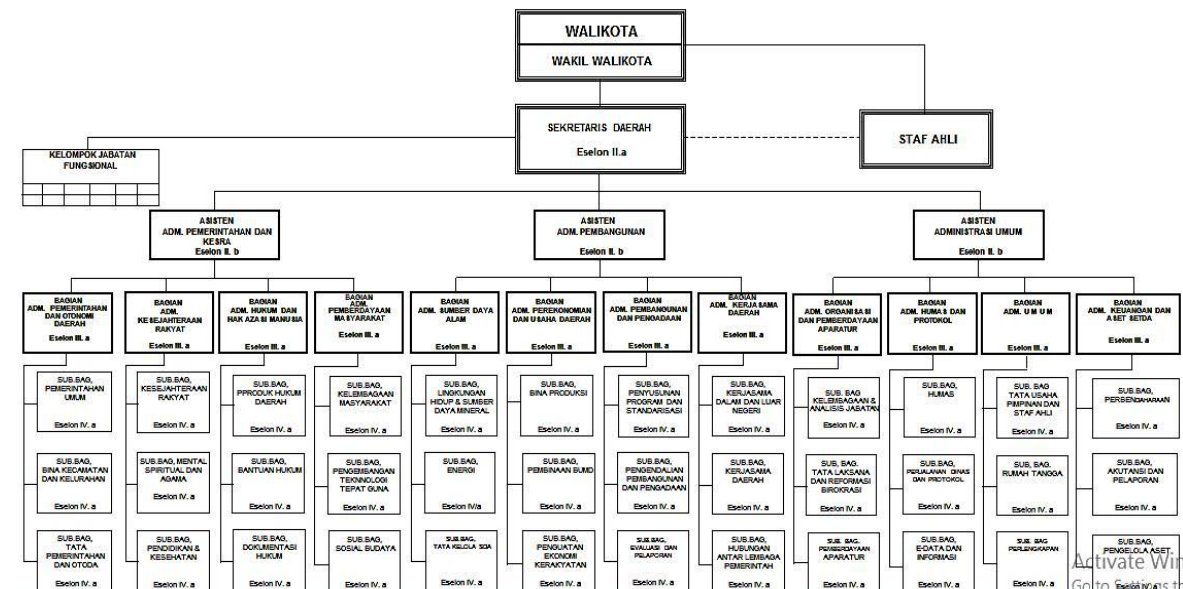 WALIKOTA
WAKIL WALIKOTA
SEKRETARIS DAERAH
Eselon II.a
STAF AHLI
KELOMPOK JABATAN
FUNGSIONAL
ASISTEN
ADM. PEMERINTAHAN DAN
KESRA
Eselon II. b
ASISTEN
ADM. PEMBANGUNAN
Eselon II. b
ASISTEN
ADMINISTRASI UMUM
Eselon II. b
BAGIAN
ADM. PEMERINTAHAN
DAN OTONOMI
DAERAH
Eselon III. a
BAGIAN
ADM.
KESEJAHTERAAN
RAKYAT
Eselon III. a
BAGIAN
ADM. HUKUM DAN
HAK AZASI MANUSIA
Eselon III. a
BAGIAN
ADM.
PEMBERDAYAAN
MASYARAKAT
Eselon III. a
BAGIAN
ADM. SUMBER DAYA
ALAM
Eselon III. a
BAGIAN
ADM. PEREKONOMIAN
DAN USAHA DAERAH
Eselon III. a
BAGIAN
ADM. PEMBANGUNAN
DAN PENGADAAN
Eselon III. a
BAGIAN
ADM. KERJASAMA
DAERAH
Eselon III. a
BAGIAN
ADM. ORGANISASI
DAN PEMBERDAYAAN
APARATUR
Eselon III. a
BAGIAN
ADM. HUMAS DAN
PROTOKOL
Eselon III. a
BAGIAN
ADM. U M U M
Eselon III. a
BAGIAN
ADM. KEUANGAN DAN
ASET SETDA
Eselon III. a
SUB.BAG,
PEMERINTAHAN
UMUM
Eselon IV. a
SUB.BAG,
KESEJAHTERAAN
RAKYAT
Eselon IV. a
SUB.BAG,
PPRODUK HUKUM
DAERAH
Eselon IV. a
SUB.BAG,
KELEMBAGAAN
MASYARAKAT
Eselon IV. a
SUB.BAG,
LINGKUNGAN
HIDUP & SUMBER
DAYA MINERAL
Eselon IV. a
SUB.BAG,
BINA PRODUKSI
Eselon IV. a
SUB.BAG,
PENYUSUNAN
PROGRAM DAN
STANDARISASI
Eselon IV. a
SUB.BAG,
KERJASAMA
DALAM DAN LUAR
NEGERI
Eselon IV. a
SUB. BAG
KELEMBAGAAN &
ANALISIS JABATAN
Eselon IV. a
SUB.BAG,
HUMAS
Eselon IV. a
SUB. BAG
TATA USAHA
PIMPINAN DAN
STAF AHLI
Eselon IV. a
SUB.BAG,
PERBENDAHARAAN
Eselon IV. a
SUB.BAG,
BINA KECAMATAN
DAN KELURAHAN
Eselon IV. a
SUB.BAG, MENTAL
SPIRITUAL DAN
AGAMA
Eselon IV. a
SUB.BAG,
BANTUAN HUKUM
Eselon IV. a
SUB.BAG,
PENGEMBANGAN
TEKNNOLOGI
TEPAT GUNA
Eselon IV. a
SUB.BAG,
ENERGI
Eselon IV/a
SUB.BAG,
PEMBINAAN BUMD
Eselon IV. a
SUB.BAG,
PENGENDALIAN
PEMBANGUNAN
DAN PENGADAAN
Eselon IV. a
SUB.BAG,
KERJASAMA
DAERAH
Eselon IV. a
SUB. BAG,
TATA LAKSANA
DAN REFORMASI
BIROKRASI
Eselon IV. a
SUB.BAG,
PERJALANAN DINAS
DAN PROTOKOL
Eselon IV. a
SUB, BAG,
RUMAH TANGGA
Eselon IV. a
SUB.BAG,
AKUTANSI DAN
PELAPORAN
Eselon IV. a
SUB.BAG,
TATA
PEMERINTAHAN
DAN OTODA
Eselon IV. a
SUB.BAG,
PENDIDIKAN &
KESEHATAN
Eselon IV. a
SUB.BAG,
DOKUMENTASI
HUKUM
Eselon IV. a
SUB.BAG,
SOSIAL BUDAYA
Eselon IV. a
SUB.BAG,
TATA KELOLA SDA
Eselon IV. a
SUB.BAG,
PENGUATAN
EKONOMI
KERAKYATAN
Eselon IV. a
SUB.BAG,
EVALUASI DAN
PELAPORAN
Eselon IV. a
SUB.BAG,
HUBUNGAN
ANTAR LEMBAGA
PEMERINTAH
Eselon IV. a
SUB. BAG.
PEMBERDAYAAN
APARATUR
Eselon IV. a
SUB.BAG,
E-DATA DAN
INFORMASI
Eselon IV. a
SUB. BAG
PERLENGKAPAN
Eselon IV. a
SUB.BAG,
PENGELOLA ASET
Activate Win
Go to Settings t